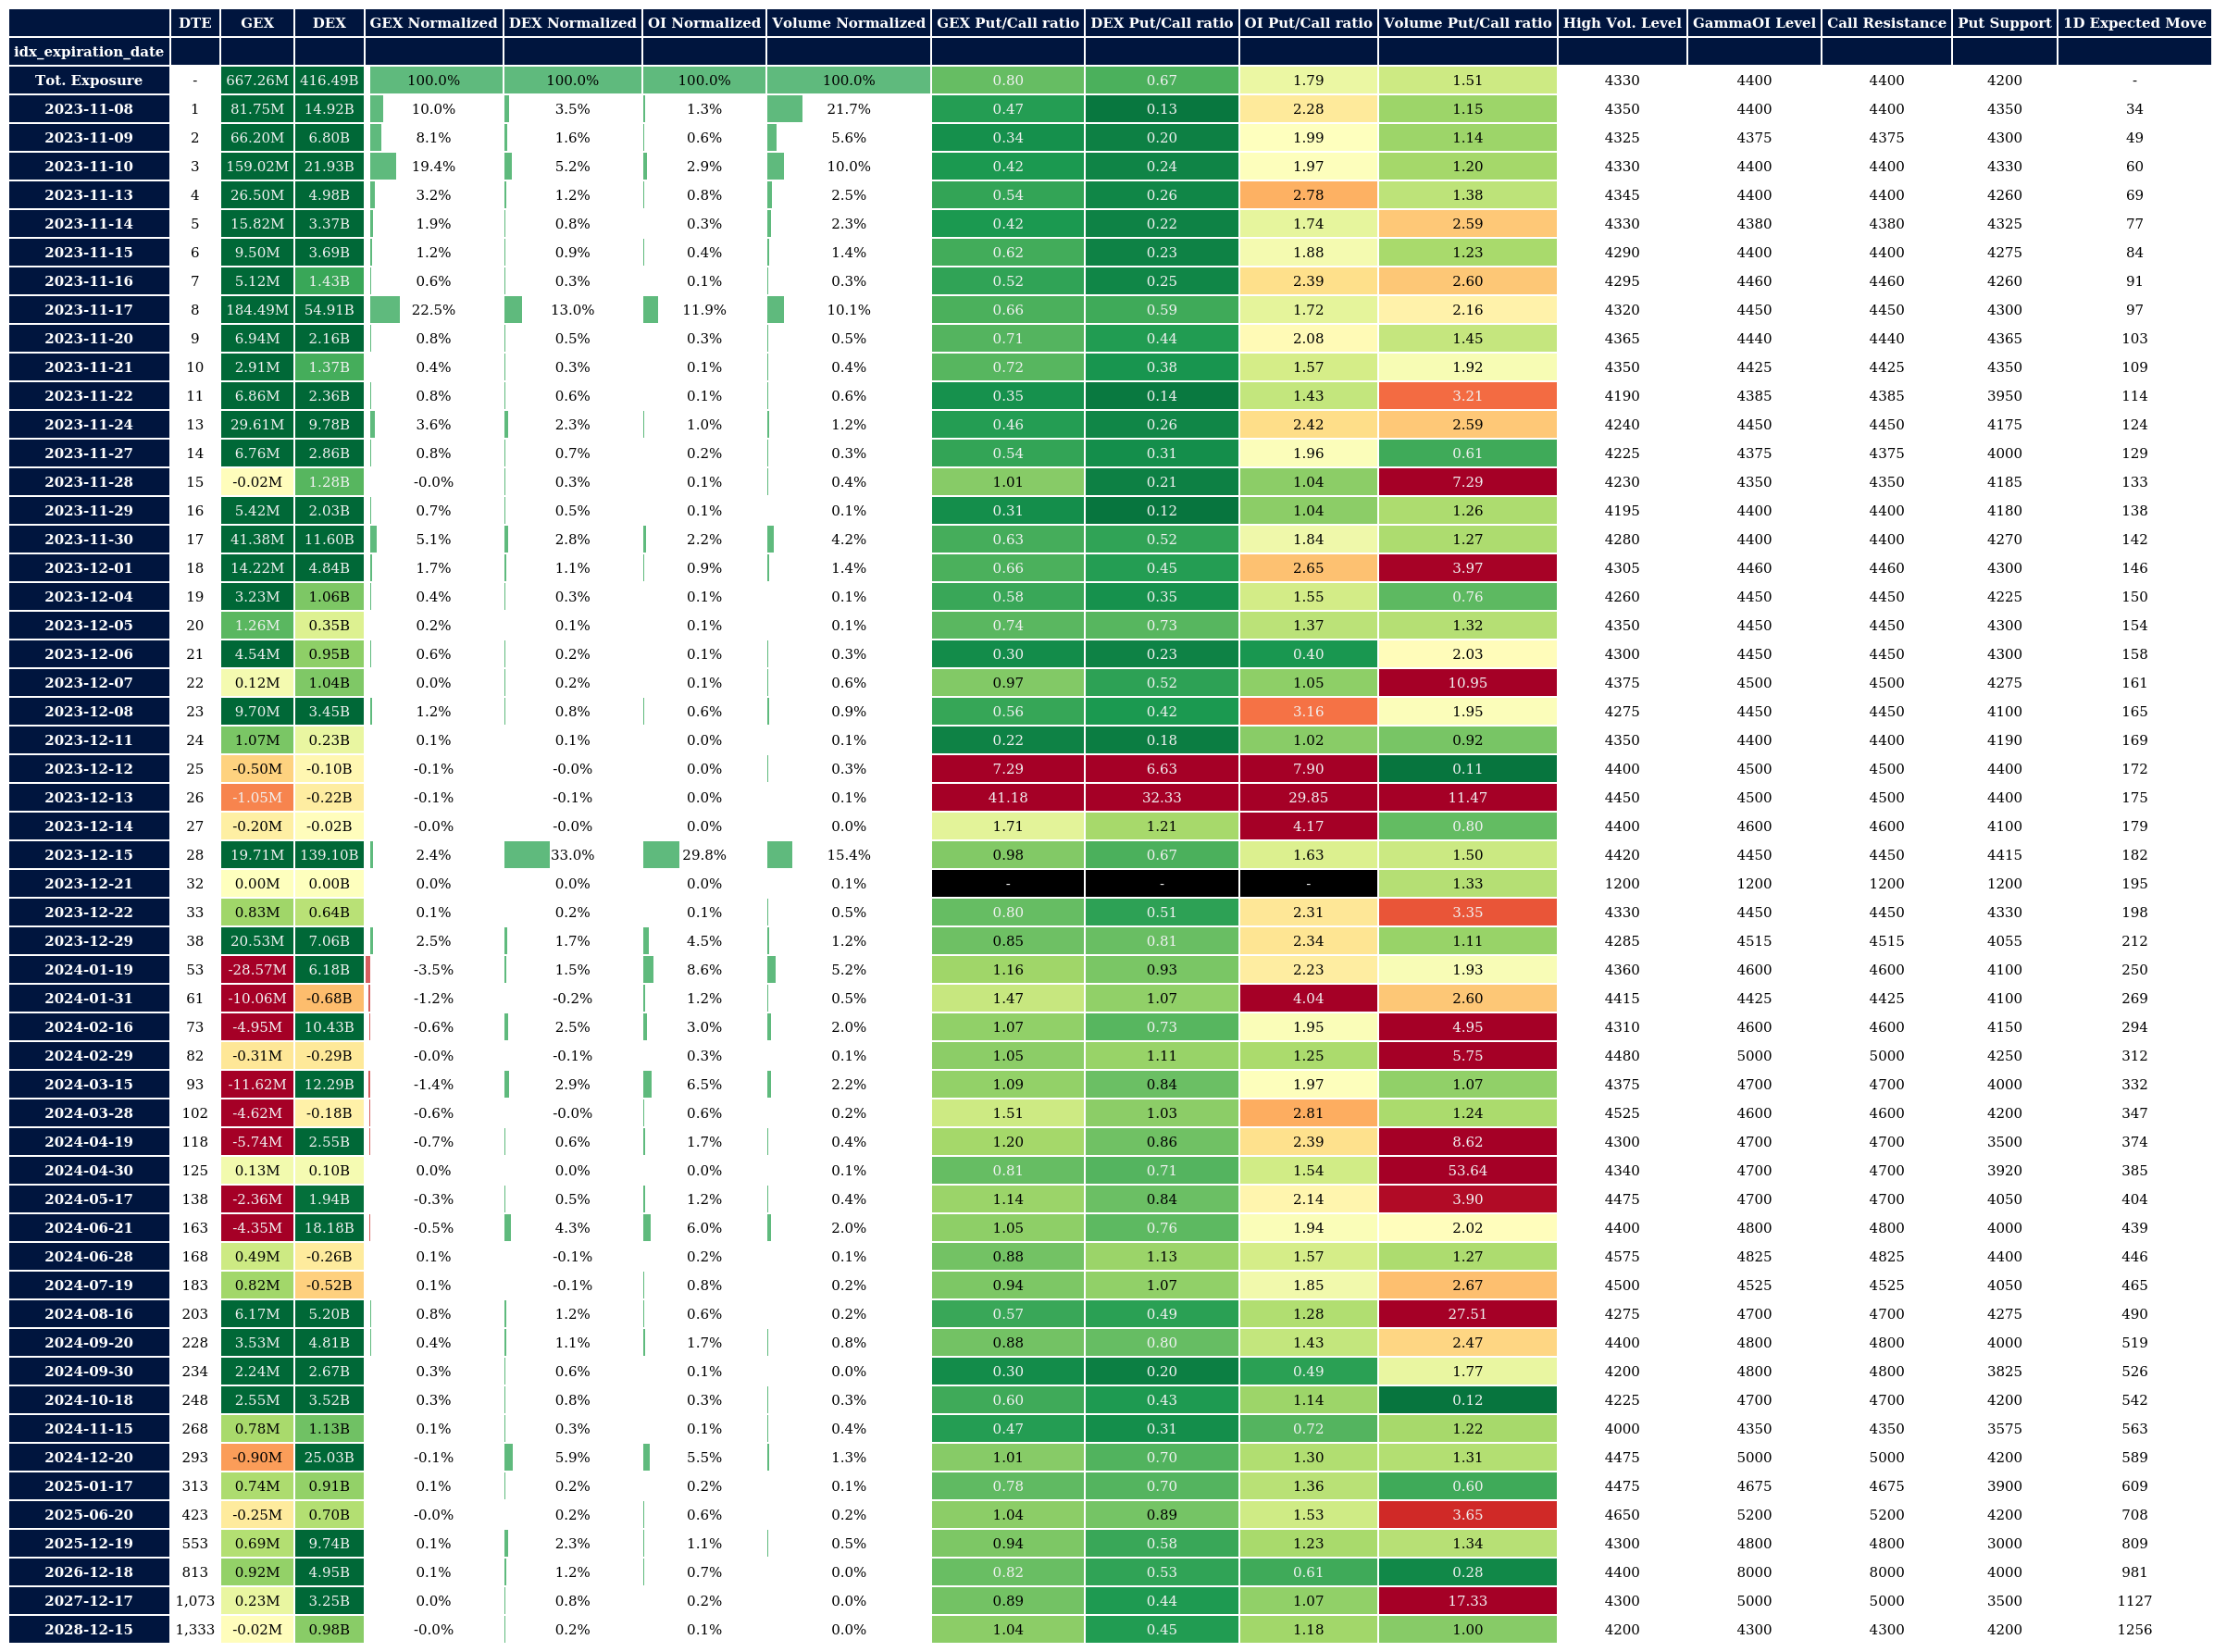 DTE GEX DEX GEX Normalized DEX Normalized OI Normalized Volume Normalized GEX Put/Call ratio DEX Put/Call ratio OI Put/Call ratio Volume Put/Call ratio High Vol. Level GammaOI Level Call Resistance Put Support 1D Expected Move
idx_expiration_date
Tot. Exposure - 667.26M 416.49B 100.0% 100.0% 100.0% 100.0% 0.80 0.67 1.79 1.51 4330 4400 4400 4200 -
2023-11-08 1 81.75M 14.92B 10.0% 3.5% 1.3% 21.7% 0.47 0.13 2.28 1.15 4350 4400 4400 4350 34
2023-11-09 2 66.20M 6.80B 8.1% 1.6% 0.6% 5.6% 0.34 0.20 1.99 1.14 4325 4375 4375 4300 49
2023-11-10 3 159.02M 21.93B 19.4% 5.2% 2.9% 10.0% 0.42 0.24 1.97 1.20 4330 4400 4400 4330 60
2023-11-13 4 26.50M 4.98B 3.2% 1.2% 0.8% 2.5% 0.54 0.26 2.78 1.38 4345 4400 4400 4260 69
2023-11-14 5 15.82M 3.37B 1.9% 0.8% 0.3% 2.3% 0.42 0.22 1.74 2.59 4330 4380 4380 4325 77
2023-11-15 6 9.50M 3.69B 1.2% 0.9% 0.4% 1.4% 0.62 0.23 1.88 1.23 4290 4400 4400 4275 84
2023-11-16 7 5.12M 1.43B 0.6% 0.3% 0.1% 0.3% 0.52 0.25 2.39 2.60 4295 4460 4460 4260 91
2023-11-17 8 184.49M 54.91B 22.5% 13.0% 11.9% 10.1% 0.66 0.59 1.72 2.16 4320 4450 4450 4300 97
2023-11-20 9 6.94M 2.16B 0.8% 0.5% 0.3% 0.5% 0.71 0.44 2.08 1.45 4365 4440 4440 4365 103
2023-11-21 10 2.91M 1.37B 0.4% 0.3% 0.1% 0.4% 0.72 0.38 1.57 1.92 4350 4425 4425 4350 109
2023-11-22 11 6.86M 2.36B 0.8% 0.6% 0.1% 0.6% 0.35 0.14 1.43 3.21 4190 4385 4385 3950 114
2023-11-24 13 29.61M 9.78B 3.6% 2.3% 1.0% 1.2% 0.46 0.26 2.42 2.59 4240 4450 4450 4175 124
2023-11-27 14 6.76M 2.86B 0.8% 0.7% 0.2% 0.3% 0.54 0.31 1.96 0.61 4225 4375 4375 4000 129
2023-11-28 15 -0.02M 1.28B -0.0% 0.3% 0.1% 0.4% 1.01 0.21 1.04 7.29 4230 4350 4350 4185 133
2023-11-29 16 5.42M 2.03B 0.7% 0.5% 0.1% 0.1% 0.31 0.12 1.04 1.26 4195 4400 4400 4180 138
2023-11-30 17 41.38M 11.60B 5.1% 2.8% 2.2% 4.2% 0.63 0.52 1.84 1.27 4280 4400 4400 4270 142
2023-12-01 18 14.22M 4.84B 1.7% 1.1% 0.9% 1.4% 0.66 0.45 2.65 3.97 4305 4460 4460 4300 146
2023-12-04 19 3.23M 1.06B 0.4% 0.3% 0.1% 0.1% 0.58 0.35 1.55 0.76 4260 4450 4450 4225 150
2023-12-05 20 1.26M 0.35B 0.2% 0.1% 0.1% 0.1% 0.74 0.73 1.37 1.32 4350 4450 4450 4300 154
2023-12-06 21 4.54M 0.95B 0.6% 0.2% 0.1% 0.3% 0.30 0.23 0.40 2.03 4300 4450 4450 4300 158
2023-12-07 22 0.12M 1.04B 0.0% 0.2% 0.1% 0.6% 0.97 0.52 1.05 10.95 4375 4500 4500 4275 161
2023-12-08 23 9.70M 3.45B 1.2% 0.8% 0.6% 0.9% 0.56 0.42 3.16 1.95 4275 4450 4450 4100 165
2023-12-11 24 1.07M 0.23B 0.1% 0.1% 0.0% 0.1% 0.22 0.18 1.02 0.92 4350 4400 4400 4190 169
2023-12-12 25 -0.50M -0.10B -0.1% -0.0% 0.0% 0.3% 7.29 6.63 7.90 0.11 4400 4500 4500 4400 172
2023-12-13 26 -1.05M -0.22B -0.1% -0.1% 0.0% 0.1% 41.18 32.33 29.85 11.47 4450 4500 4500 4400 175
2023-12-14 27 -0.20M -0.02B -0.0% -0.0% 0.0% 0.0% 1.71 1.21 4.17 0.80 4400 4600 4600 4100 179
2023-12-15 28 19.71M 139.10B 2.4% 33.0% 29.8% 15.4% 0.98 0.67 1.63 1.50 4420 4450 4450 4415 182
2023-12-21 32 0.00M 0.00B 0.0% 0.0% 0.0% 0.1% - - - 1.33 1200 1200 1200 1200 195
2023-12-22 33 0.83M 0.64B 0.1% 0.2% 0.1% 0.5% 0.80 0.51 2.31 3.35 4330 4450 4450 4330 198
2023-12-29 38 20.53M 7.06B 2.5% 1.7% 4.5% 1.2% 0.85 0.81 2.34 1.11 4285 4515 4515 4055 212
2024-01-19 53 -28.57M 6.18B -3.5% 1.5% 8.6% 5.2% 1.16 0.93 2.23 1.93 4360 4600 4600 4100 250
2024-01-31 61 -10.06M -0.68B -1.2% -0.2% 1.2% 0.5% 1.47 1.07 4.04 2.60 4415 4425 4425 4100 269
2024-02-16 73 -4.95M 10.43B -0.6% 2.5% 3.0% 2.0% 1.07 0.73 1.95 4.95 4310 4600 4600 4150 294
2024-02-29 82 -0.31M -0.29B -0.0% -0.1% 0.3% 0.1% 1.05 1.11 1.25 5.75 4480 5000 5000 4250 312
2024-03-15 93 -11.62M 12.29B -1.4% 2.9% 6.5% 2.2% 1.09 0.84 1.97 1.07 4375 4700 4700 4000 332
2024-03-28 102 -4.62M -0.18B -0.6% -0.0% 0.6% 0.2% 1.51 1.03 2.81 1.24 4525 4600 4600 4200 347
2024-04-19 118 -5.74M 2.55B -0.7% 0.6% 1.7% 0.4% 1.20 0.86 2.39 8.62 4300 4700 4700 3500 374
2024-04-30 125 0.13M 0.10B 0.0% 0.0% 0.0% 0.1% 0.81 0.71 1.54 53.64 4340 4700 4700 3920 385
2024-05-17 138 -2.36M 1.94B -0.3% 0.5% 1.2% 0.4% 1.14 0.84 2.14 3.90 4475 4700 4700 4050 404
2024-06-21 163 -4.35M 18.18B -0.5% 4.3% 6.0% 2.0% 1.05 0.76 1.94 2.02 4400 4800 4800 4000 439
2024-06-28 168 0.49M -0.26B 0.1% -0.1% 0.2% 0.1% 0.88 1.13 1.57 1.27 4575 4825 4825 4400 446
2024-07-19 183 0.82M -0.52B 0.1% -0.1% 0.8% 0.2% 0.94 1.07 1.85 2.67 4500 4525 4525 4050 465
2024-08-16 203 6.17M 5.20B 0.8% 1.2% 0.6% 0.2% 0.57 0.49 1.28 27.51 4275 4700 4700 4275 490
2024-09-20 228 3.53M 4.81B 0.4% 1.1% 1.7% 0.8% 0.88 0.80 1.43 2.47 4400 4800 4800 4000 519
2024-09-30 234 2.24M 2.67B 0.3% 0.6% 0.1% 0.0% 0.30 0.20 0.49 1.77 4200 4800 4800 3825 526
2024-10-18 248 2.55M 3.52B 0.3% 0.8% 0.3% 0.3% 0.60 0.43 1.14 0.12 4225 4700 4700 4200 542
2024-11-15 268 0.78M 1.13B 0.1% 0.3% 0.1% 0.4% 0.47 0.31 0.72 1.22 4000 4350 4350 3575 563
2024-12-20 293 -0.90M 25.03B -0.1% 5.9% 5.5% 1.3% 1.01 0.70 1.30 1.31 4475 5000 5000 4200 589
2025-01-17 313 0.74M 0.91B 0.1% 0.2% 0.2% 0.1% 0.78 0.70 1.36 0.60 4475 4675 4675 3900 609
2025-06-20 423 -0.25M 0.70B -0.0% 0.2% 0.6% 0.2% 1.04 0.89 1.53 3.65 4650 5200 5200 4200 708
2025-12-19 553 0.69M 9.74B 0.1% 2.3% 1.1% 0.5% 0.94 0.58 1.23 1.34 4300 4800 4800 3000 809
2026-12-18 813 0.92M 4.95B 0.1% 1.2% 0.7% 0.0% 0.82 0.53 0.61 0.28 4400 8000 8000 4000 981
2027-12-17 1,073 0.23M 3.25B 0.0% 0.8% 0.2% 0.0% 0.89 0.44 1.07 17.33 4300 5000 5000 3500 1127
2028-12-15 1,333 -0.02M 0.98B -0.0% 0.2% 0.1% 0.0% 1.04 0.45 1.18 1.00 4200 4300 4300 4200 1256